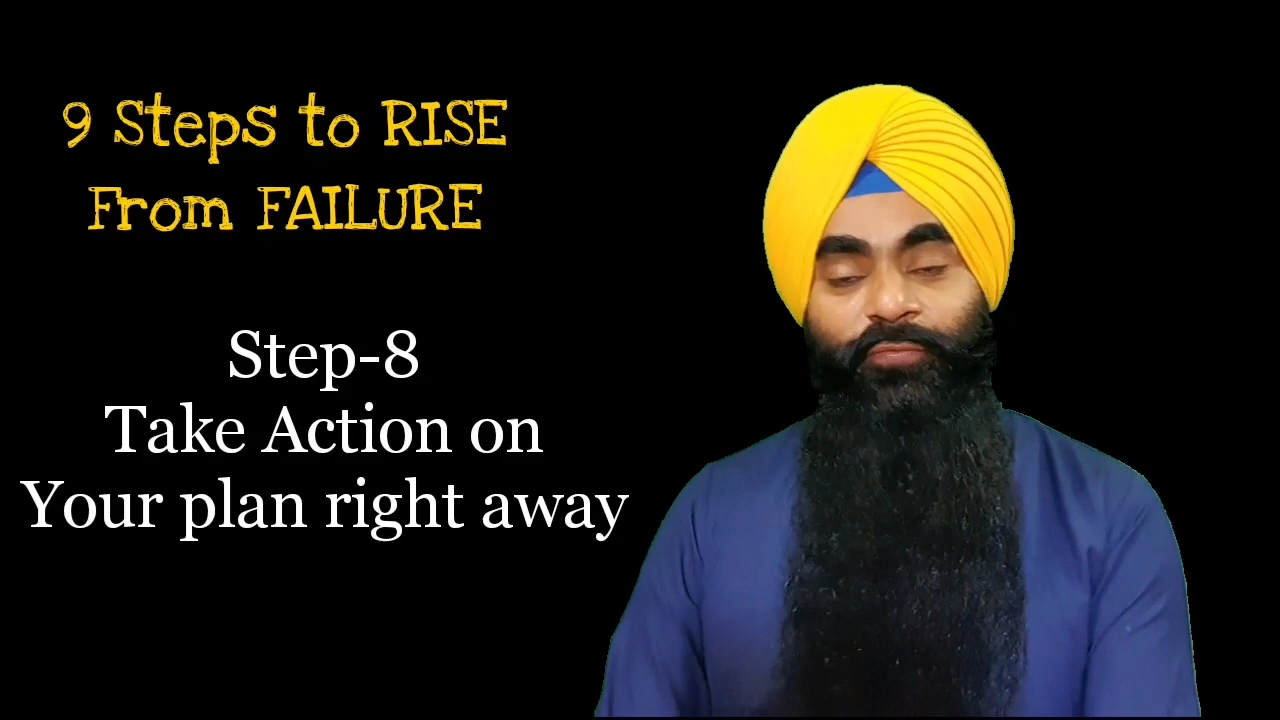 9 Steps to RISE
From FAILURE
Step-8
Take Action on
Your plan right away